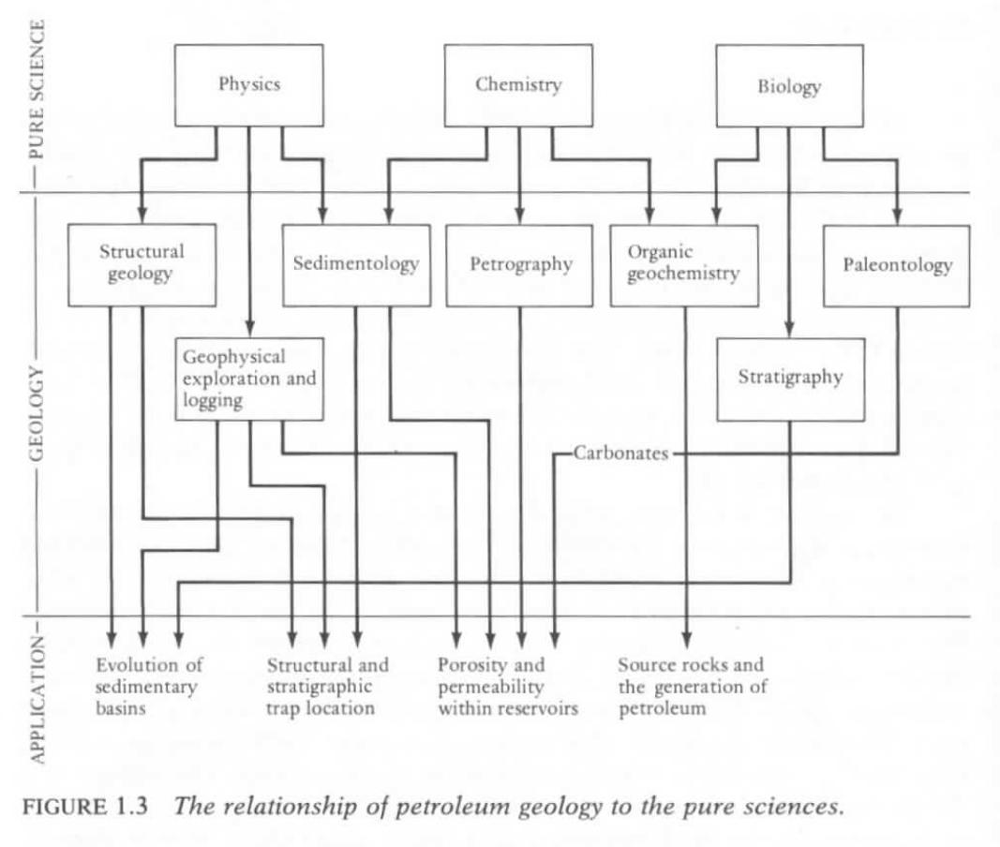 PURE SCIENCE
Physics
Chemistry
Biology
GEOLOGY
Structural
geology
Sedimentology
Petrography
Organic
geochemistry
Paleontology
Geophysical
exploration and
logging
Stratigraphy
Carbonates
APPLICATION
Evolution of
sedimentary
basins
Structural and
stratigraphic
trap location
Porosity and
permeability
within reservoirs
Source rocks and
the generation of
petroleum
FIGURE 1.3 The relationship of petroleum geology to the pure sciences.